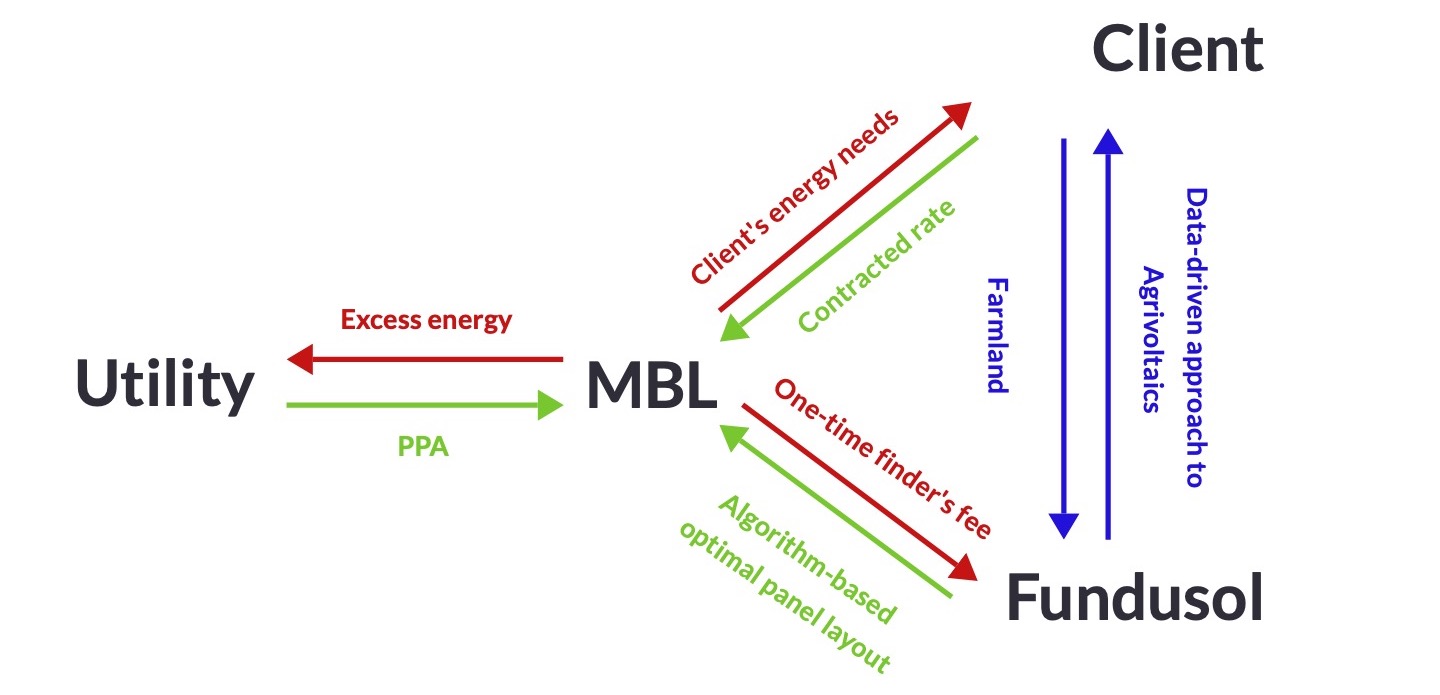 Client
Client's energy needs
Contracted rate
Farmland
Data-driven approach to
Agrivoltaics
Excess energy
Utility
MBL
PPA
One-time finder's fee
Algorithm-based
optimal panel layout
Fundusol